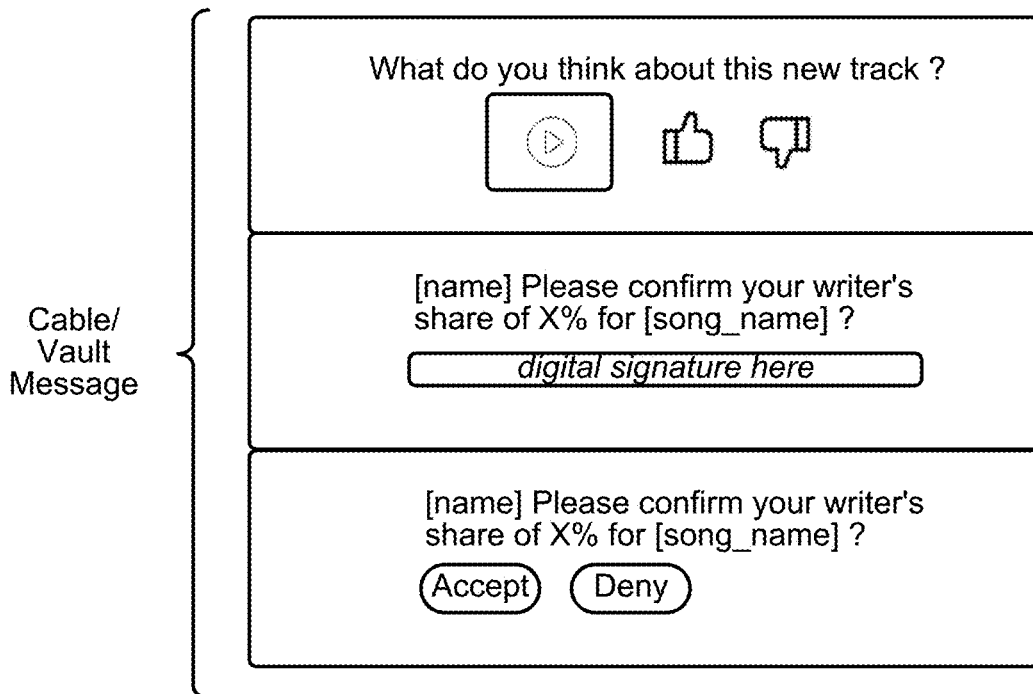 What do you think about this new track ?
Cable/
Vault
Message
[name] Please confirm your writer's
share of X% for [song_name] ?
digital signature here
[name] Please confirm your writer's
share of X% for [song_name] ?
Accept Deny